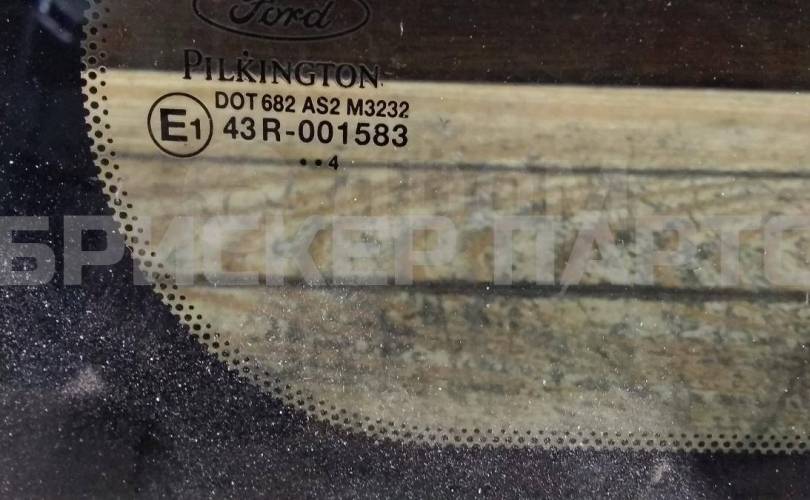 Ford
PILKINGTON
DOT 682 AS2 M3232
E1 43R-001583
••4
БРИСКЕР ПАРТС